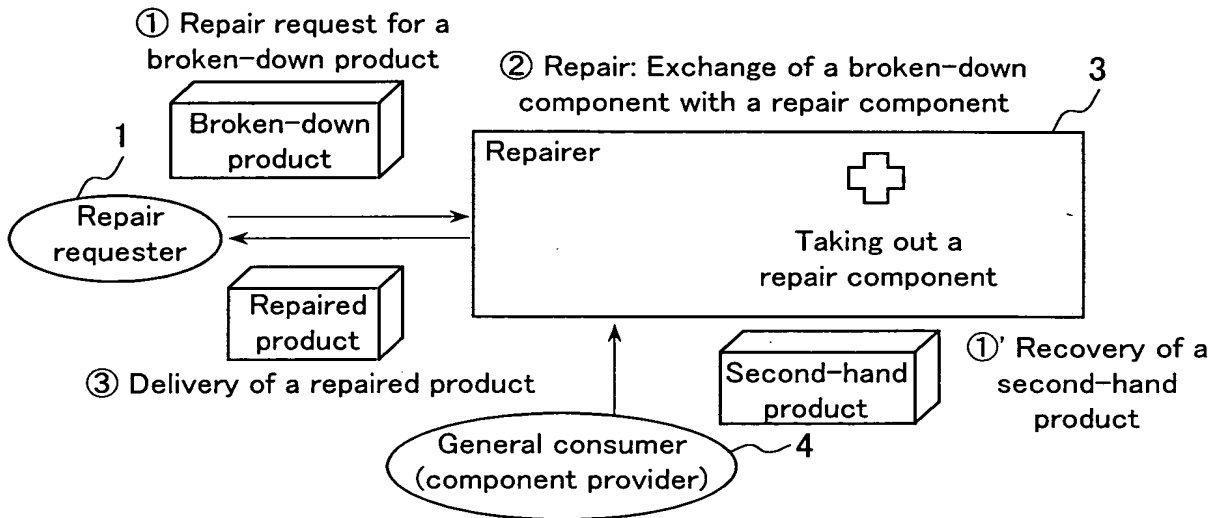 ① Repair request for a
broken-down product
Broken-down
product
1
Repair
requester
② Repair: Exchange of a broken-down
component with a repair component
3
Repairer
Taking out a
repair component
Repaired
product
③ Delivery of a repaired product
Second-hand
product
①' Recovery of a
second-hand
product
General consumer
(component provider)
4